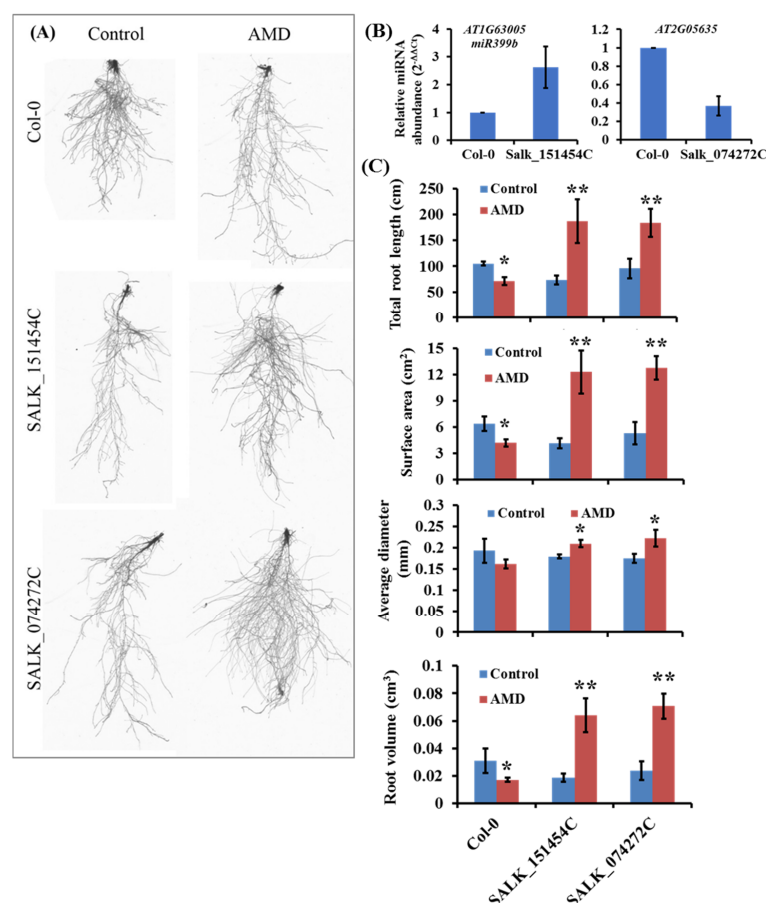 (A)
Control
AMD
Col-0
SALK_151454C
SALK_074272C
(B)
Relative miRNA
abundance (2^-ΔΔCt)
4
3
2
1
0
AT1G63005
miR399b
Col-0
Salk_151454C
1.2
1
0.8
0.6
0.4
0.2
0
AT2G05635
Col-0
Salk_074272C
(C)
Total root length (cm)
250
200
150
100
50
0
Control
AMD
*
**
**
Surface area (cm²)
15
12
9
6
3
0
Control
AMD
*
**
**
Average diameter
(mm)
0.3
0.25
0.2
0.15
0.1
0.05
0
Control
AMD
*
*
Root volume (cm³)
0.1
0.08
0.06
0.04
0.02
0
Control
AMD
*
**
**
Col-0
SALK_151454C
SALK_074272C